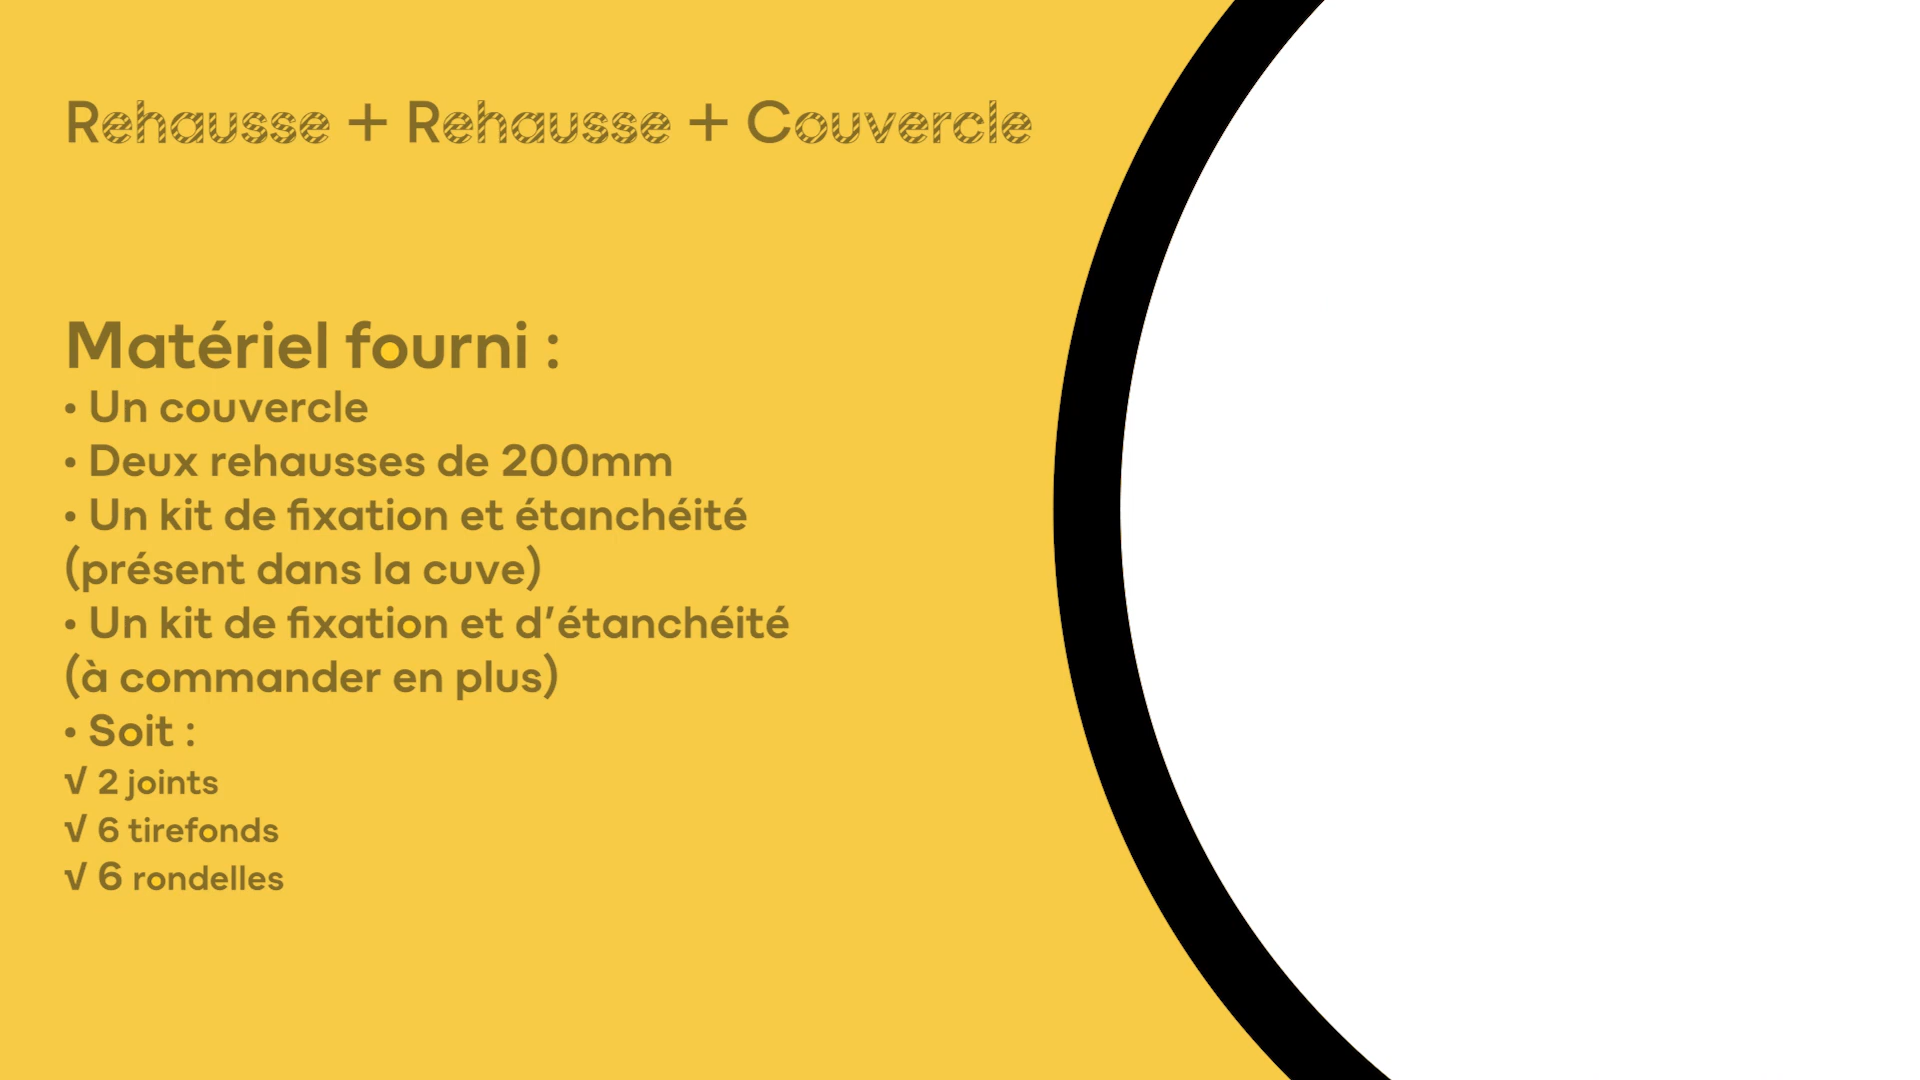 Rehausse + Rehausse + Couvercle
Matériel fourni :
• Un couvercle
• Deux rehausses de 200mm
• Un kit de fixation et étanchéité
(présent dans la cuve)
• Un kit de fixation et d’étanchéité
(à commander en plus)
• Soit :
√ 2 joints
√ 6 tirefonds
√ 6 rondelles